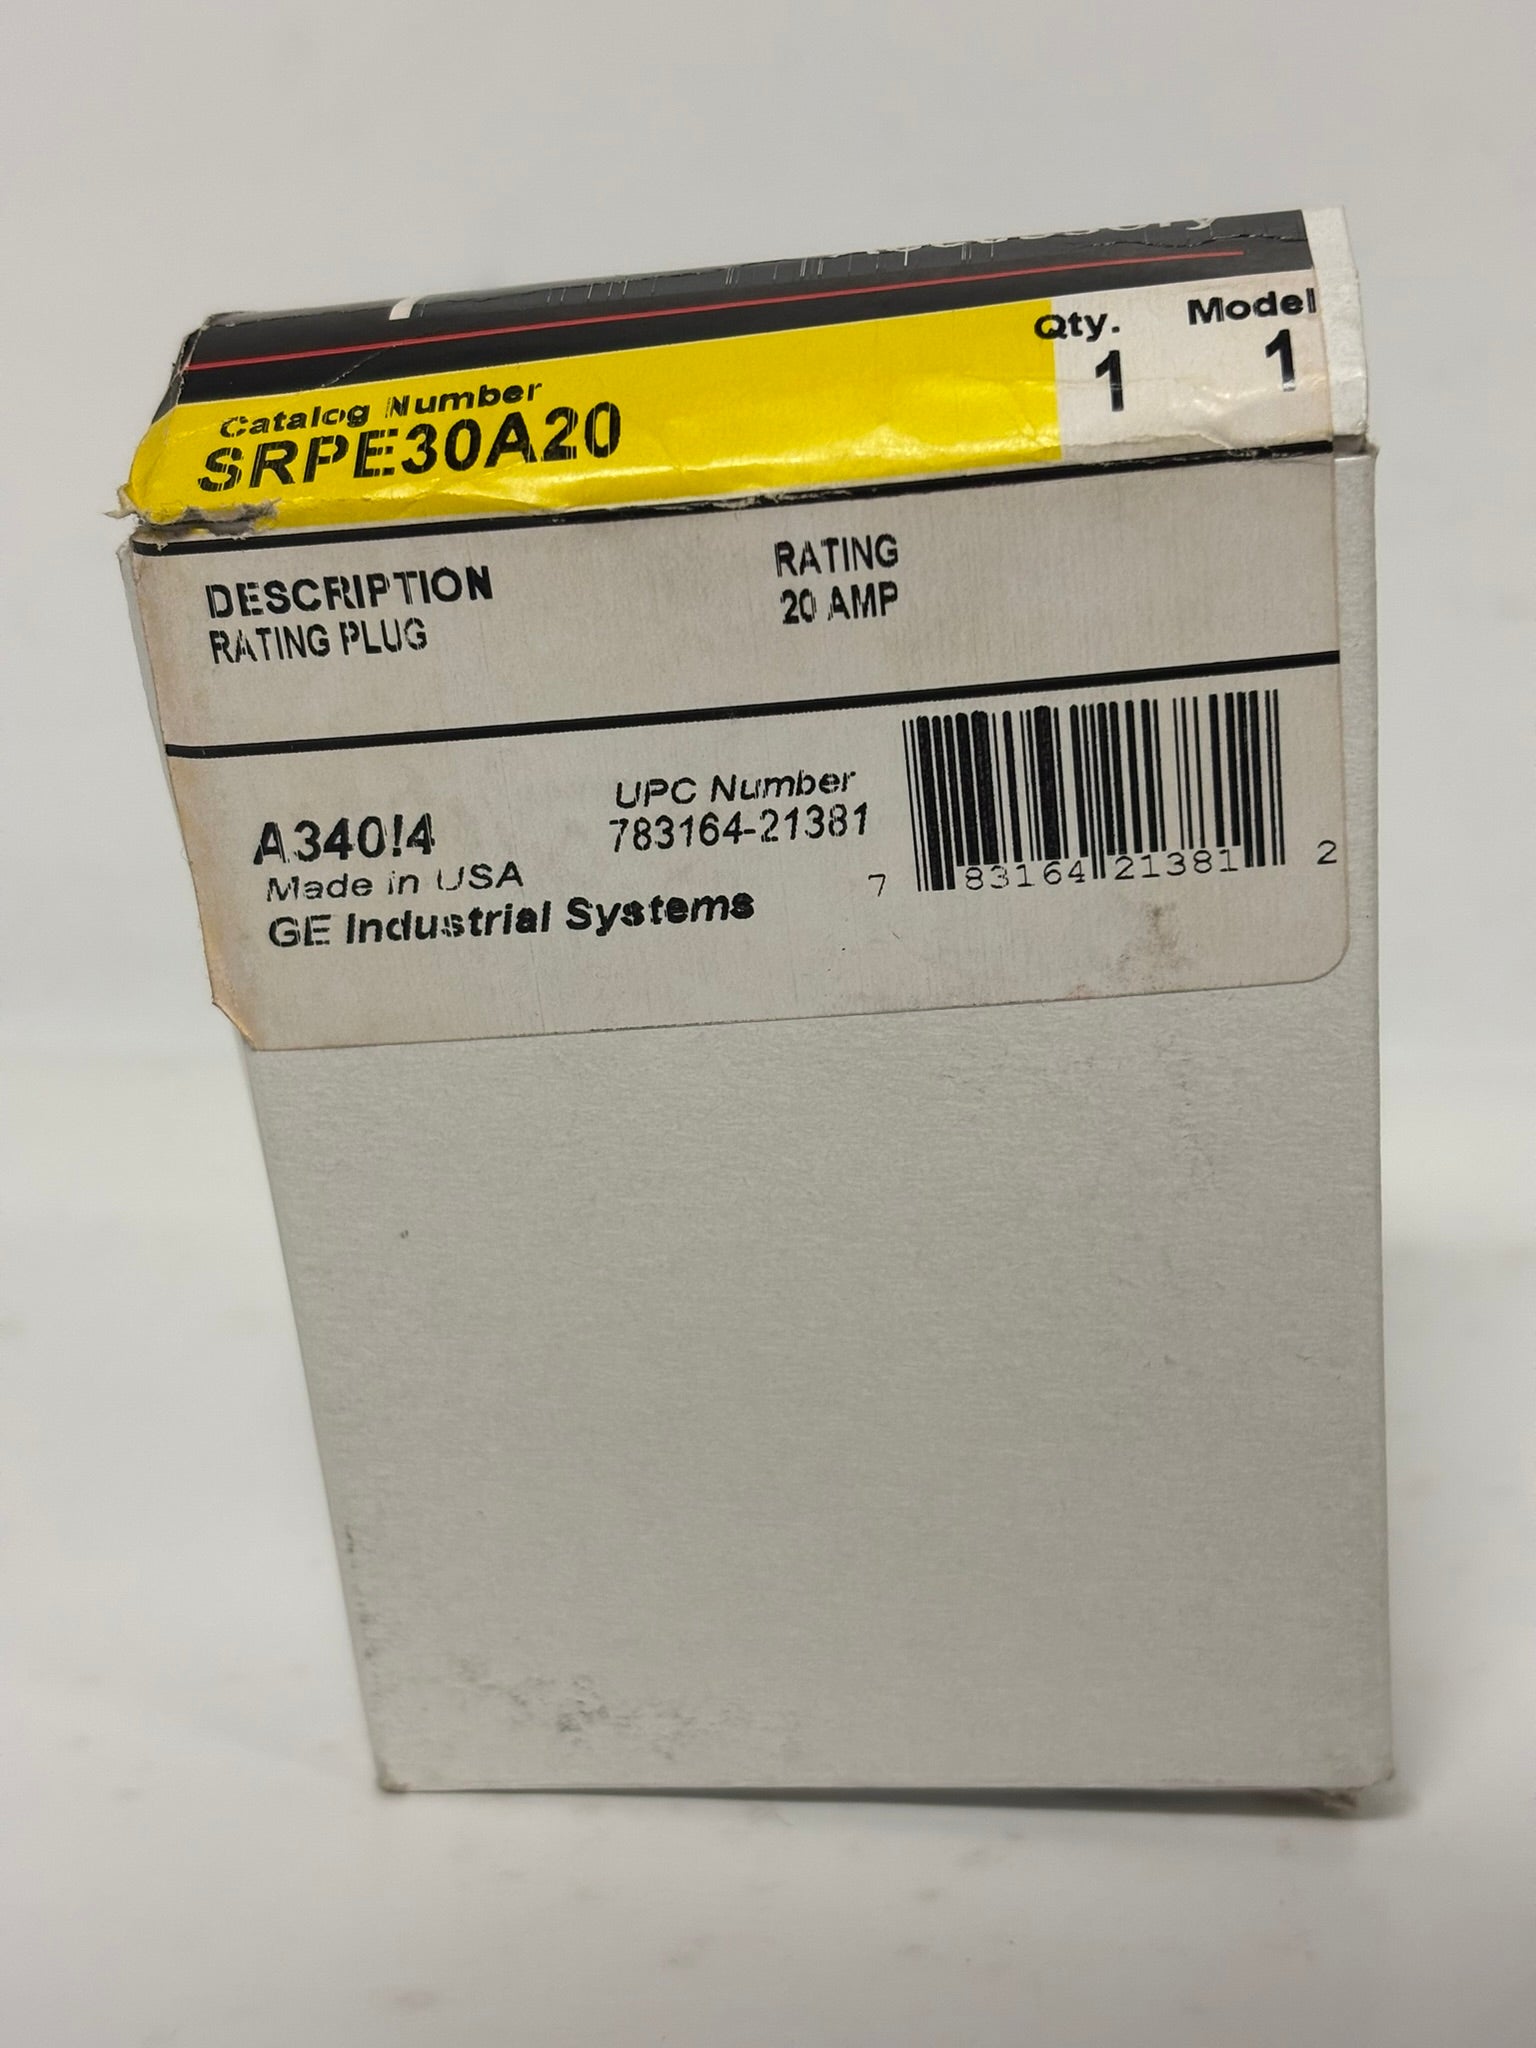 Accessory
Qty. Model
1 1
Catalog Number
SRPE30A20
DESCRIPTION RATING
RATING PLUG 20 AMP
UPC Number
A340!4 783164-21381
Made in USA
GE Industrial Systems
7 83164 21381 2